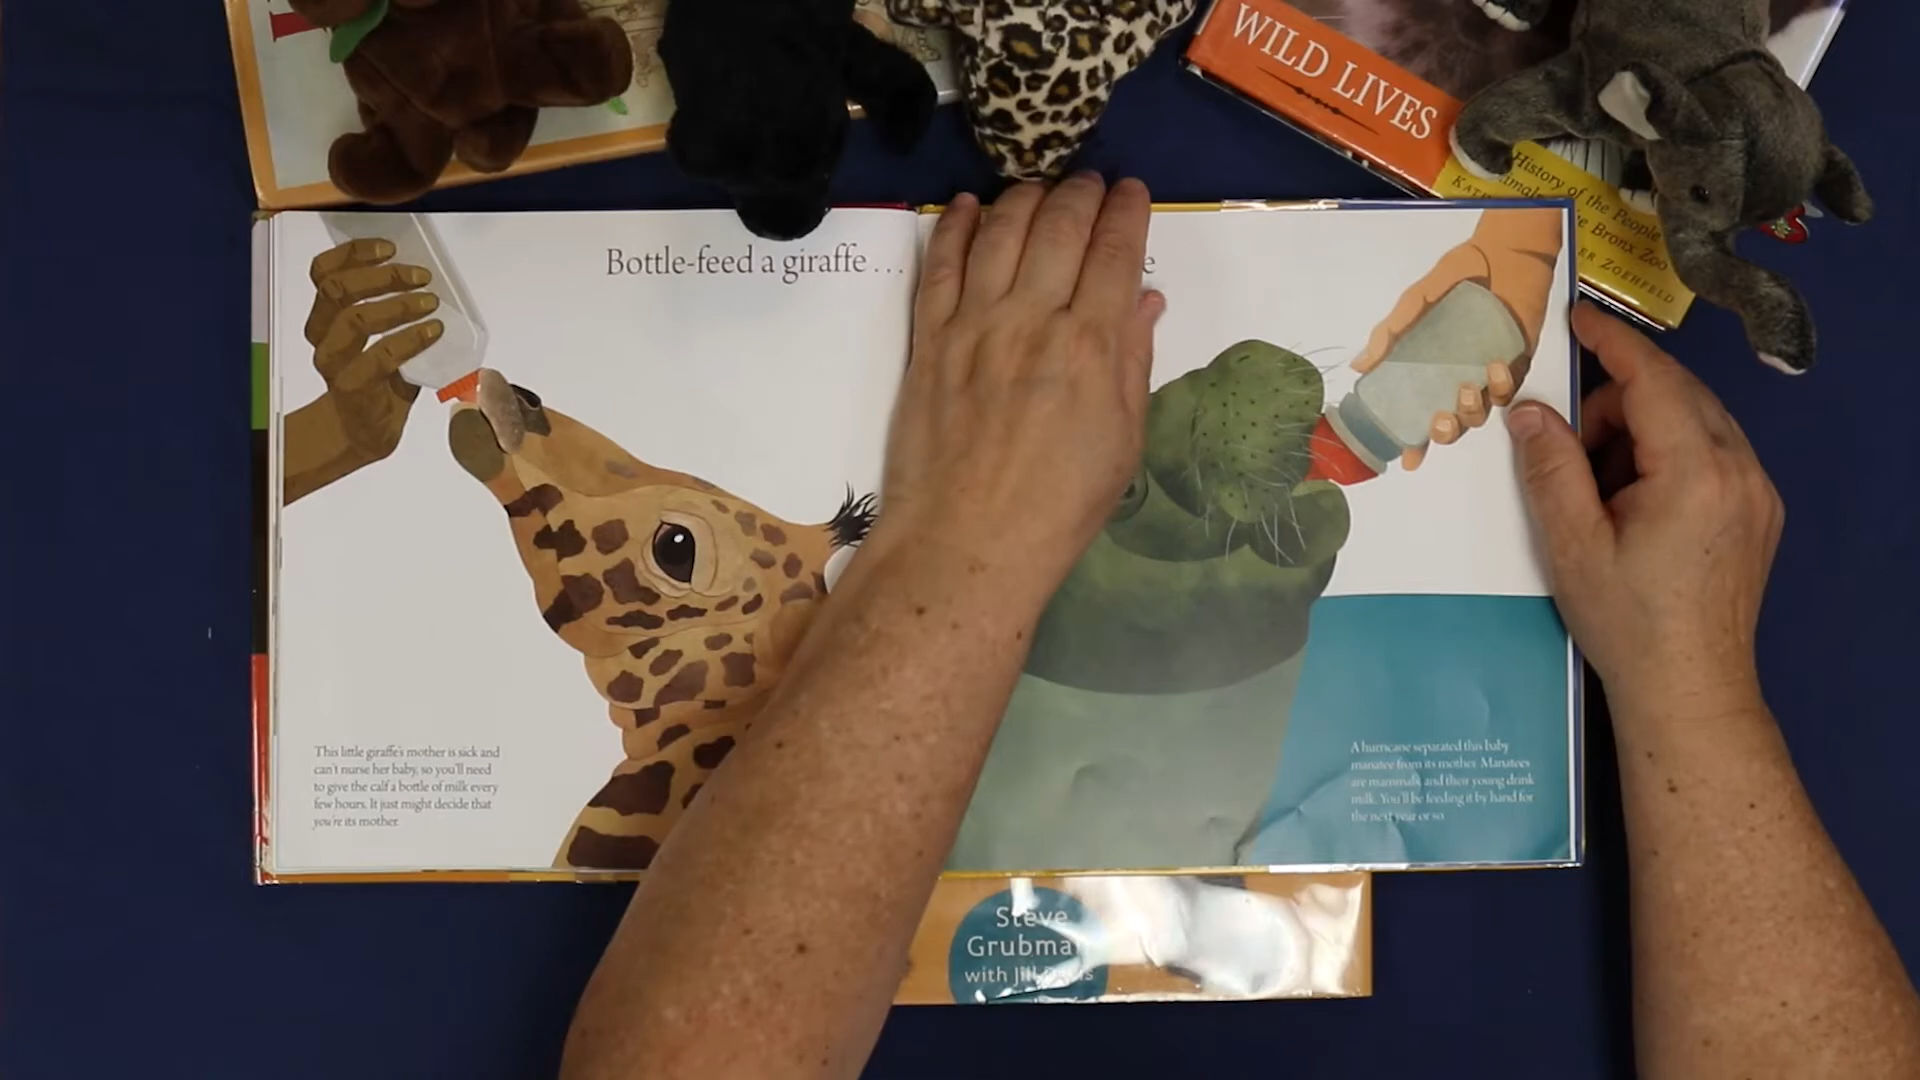 WILD LIVES
History of the People
Bronx Zoo
ER ZOEHFELD
Bottle-feed a giraffe...
e
This little giraffe's mother is sick and
can't nurse her baby, so you'll need
to give the calf a bottle of milk every
few hours. It just might decide that
you're its mother.
A hurricane separated this baby
manatee from its mother. Manatees
are mammals, and their young drink
milk. You'll be feeding it by hand for
the next year or so.
Steve
Grubma
with Jill